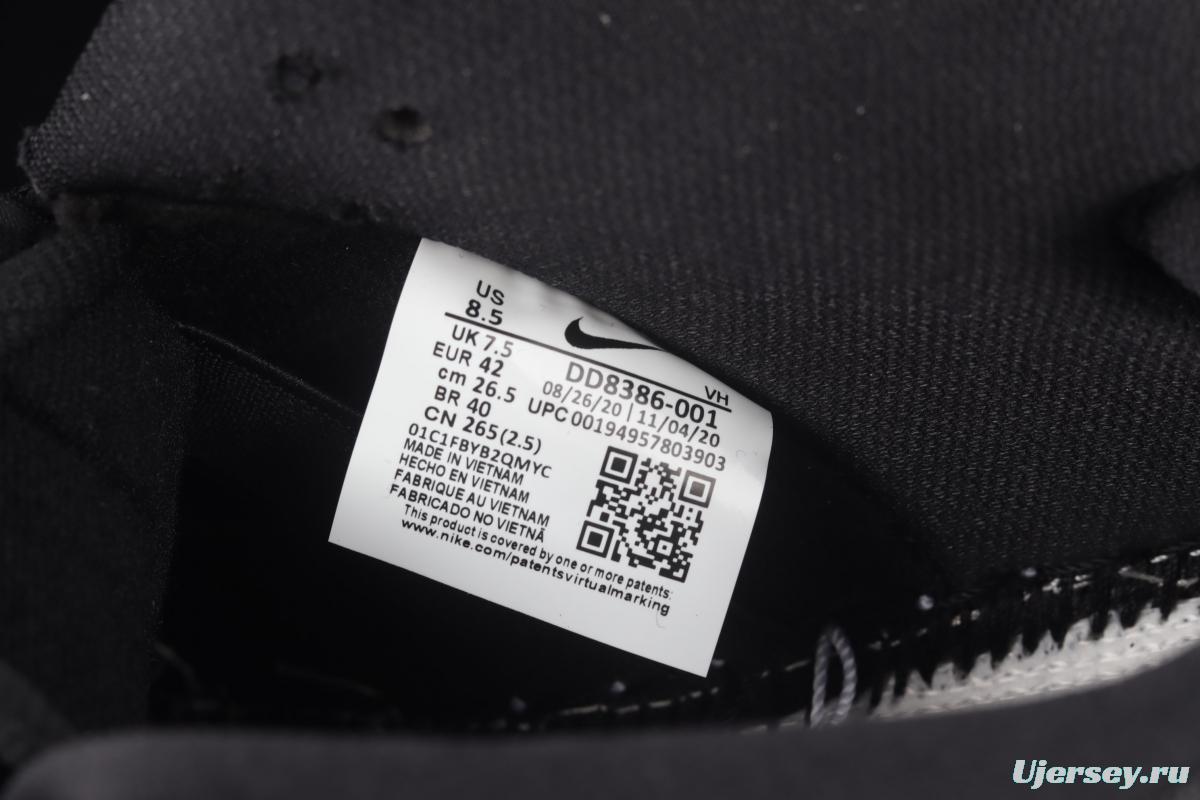 US
8.5
UK 7.5
EUR 42
cm 26.5
BR 40
CN 265(2.5)
VH
DD8386-001
08/26/20 | 11/04/20
UPC 00194957803903
01C1FBYB2QMYC
MADE IN VIETNAM
HECHO EN VIETNAM
FABRIQUE AU VIETNAM
FABRICADO NO VIETNÃ
This product is covered by one or more patents:
www.nike.com/patentsvirtualmarking
Ujersey.ru